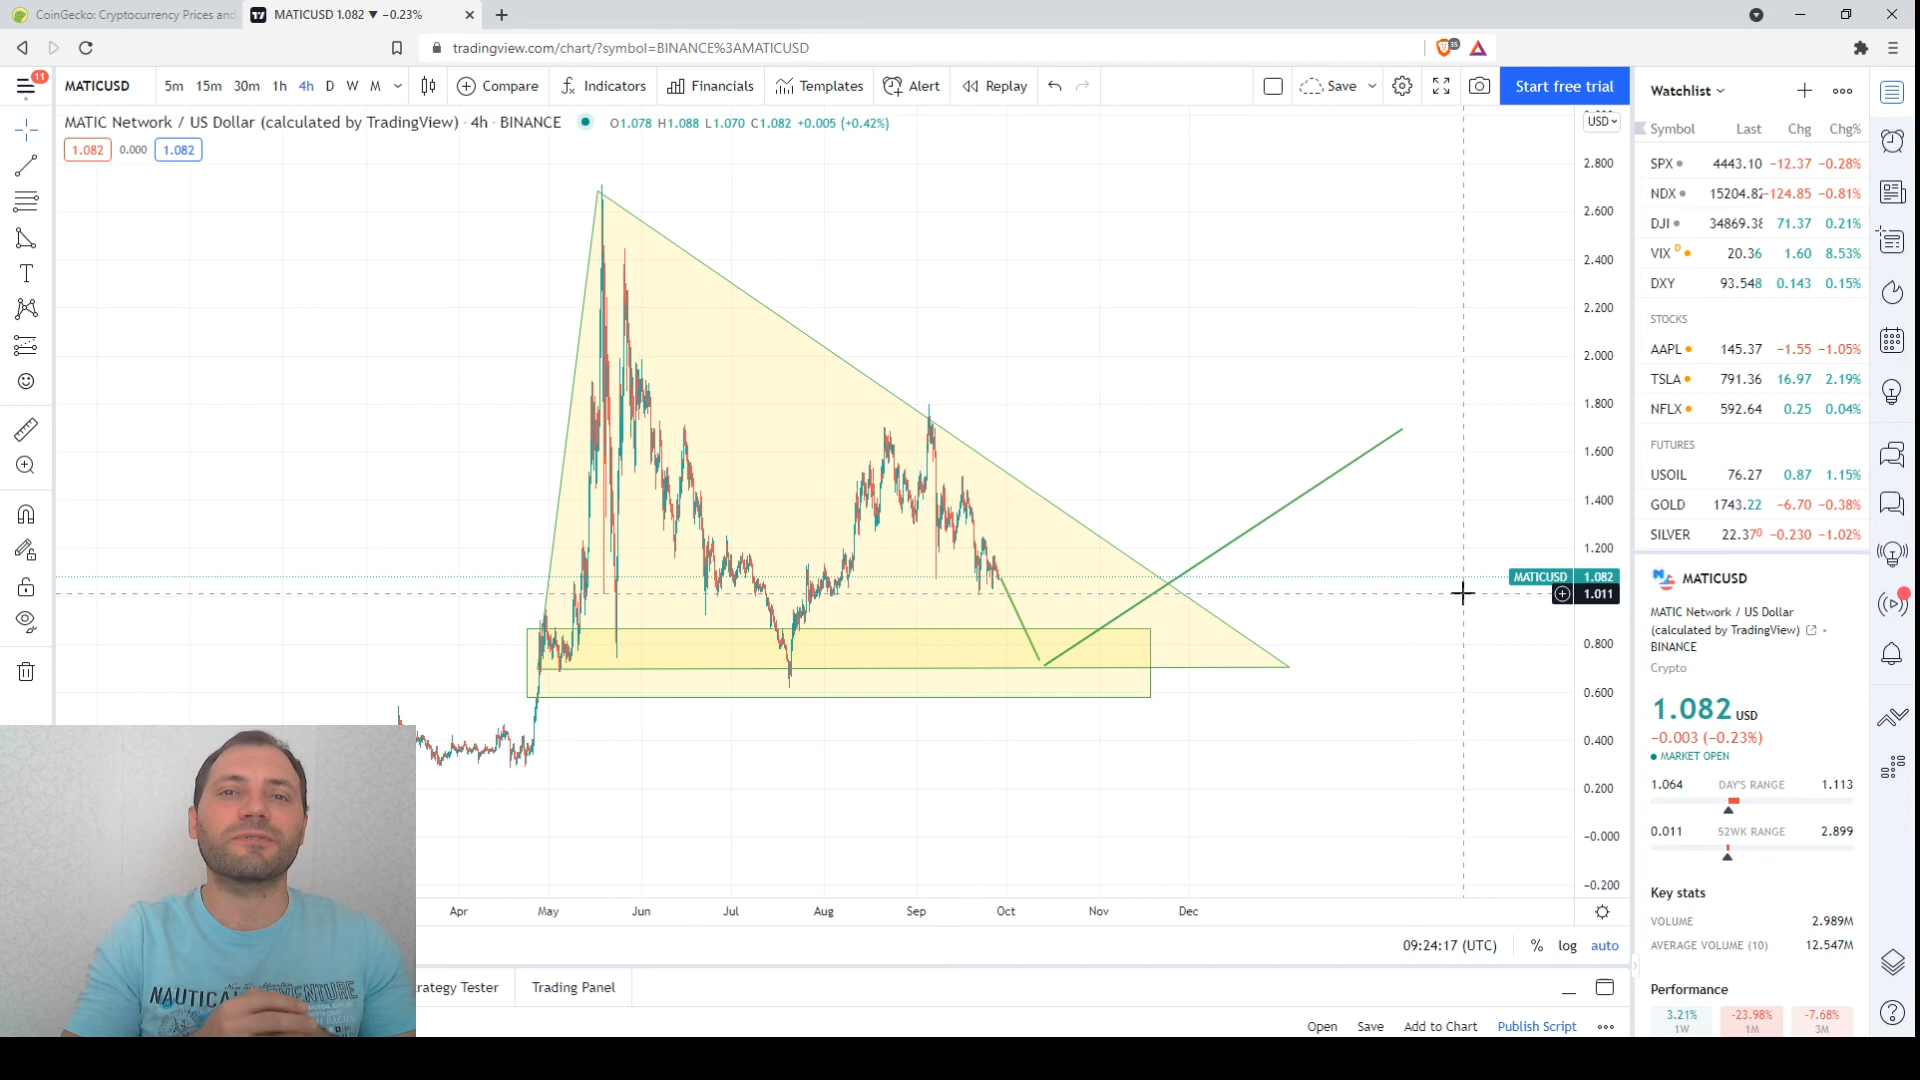 CoinGecko: Cryptocurrency Prices and
MATICUSD 1.082 ▼ −0.23%
tradingview.com/chart/?symbol=BINANCE%3AMATICUSD
35
11
MATICUSD 5m 15m 30m 1h 4h D W M Compare Indicators Financials Templates Alert Replay Save Start free trial
MATIC Network / US Dollar (calculated by TradingView) · 4h · BINANCE O1.078 H1.088 L1.070 C1.082 +0.005 (+0.42%)
1.082 0.000 1.082
USD
2.800
2.600
2.400
2.200
2.000
1.800
1.600
1.400
1.200
MATICUSD 1.082
1.011
0.800
0.600
0.400
0.200
−0.000
−0.200
Apr May Jun Jul Aug Sep Oct Nov Dec
09:24:17 (UTC) % log auto
rategy Tester Trading Panel
Open Save Add to Chart Publish Script
Watchlist
Symbol Last Chg Chg%
SPX 4443.10 −12.37 −0.28%
NDX 15204.82 −124.85 −0.81%
DJI 34869.38 71.37 0.21%
VIX D 20.36 1.60 8.53%
DXY 93.548 0.143 0.15%
STOCKS
AAPL 145.37 −1.55 −1.05%
TSLA 791.36 16.97 2.19%
NFLX 592.64 0.25 0.04%
FUTURES
USOIL 76.27 0.87 1.15%
GOLD 1743.22 −6.70 −0.38%
SILVER 22.370 −0.230 −1.02%
MATICUSD
MATIC Network / US Dollar
(calculated by TradingView) ·
BINANCE
Crypto
1.082 USD
−0.003 (−0.23%)
MARKET OPEN
1.064 DAY'S RANGE 1.113
0.011 52WK RANGE 2.899
Key stats
VOLUME 2.989M
AVERAGE VOLUME (10) 12.547M
Performance
3.21% -23.98% -7.68%
1W 1M 3M
NAUTICAL ADVENTURE